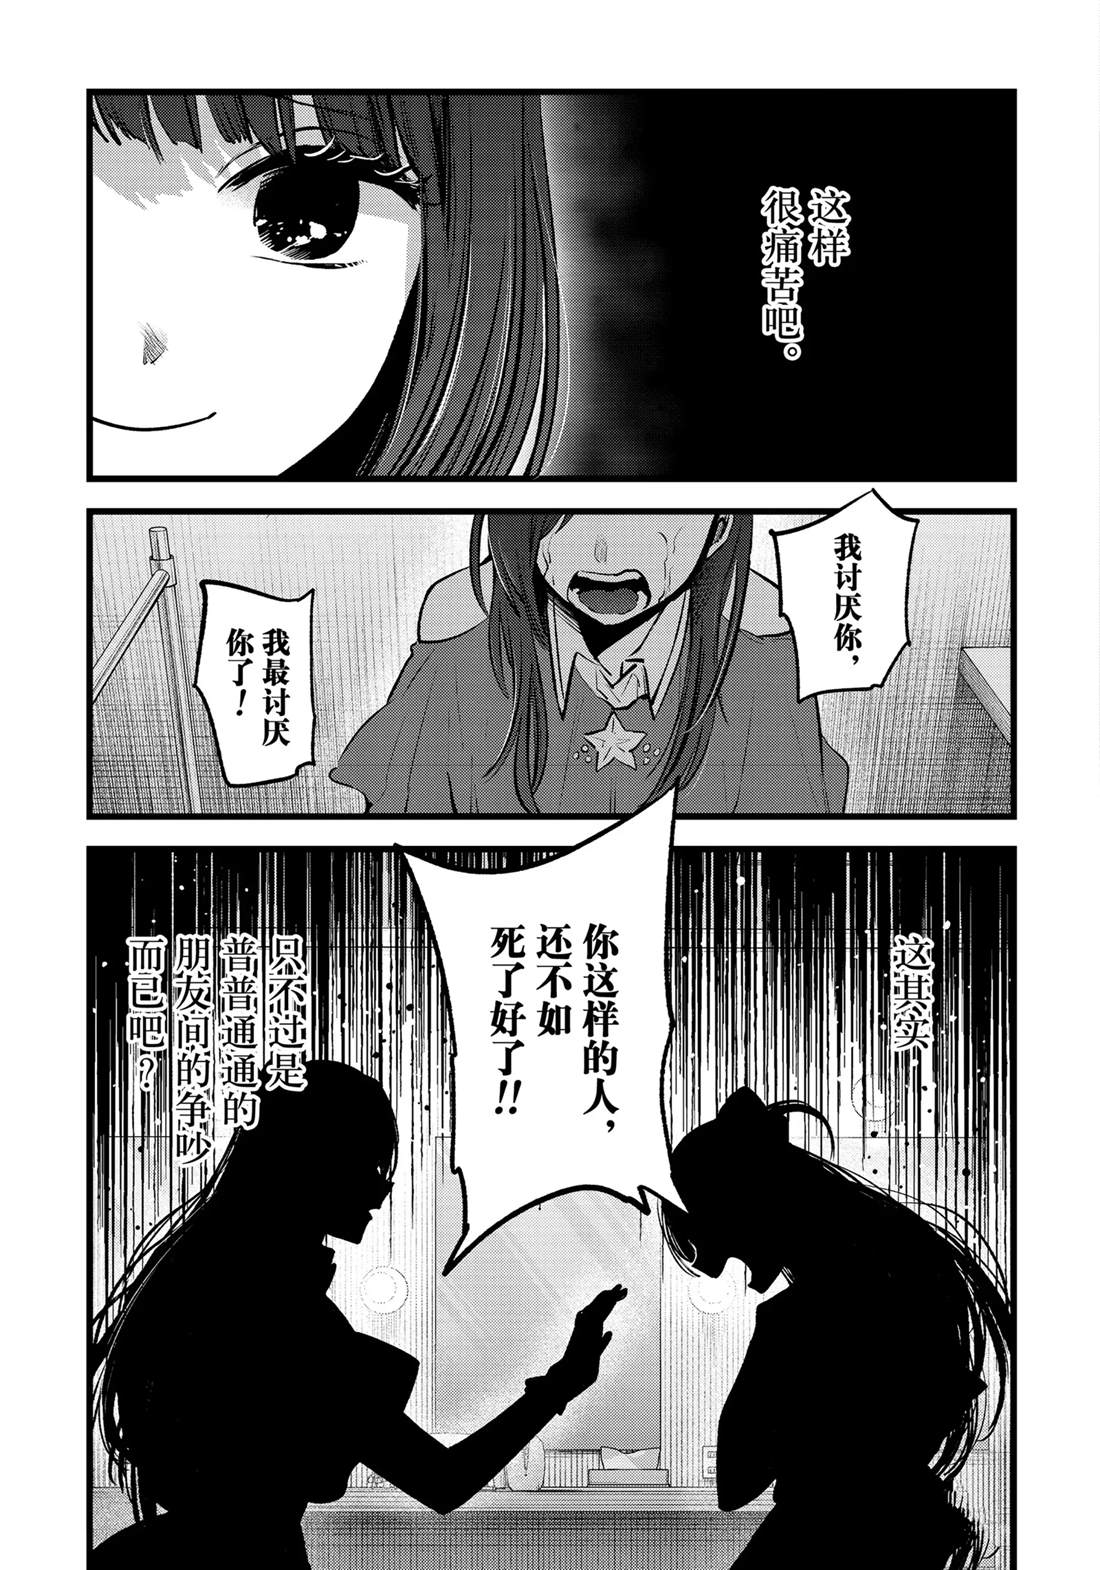 这样
很痛苦吧。
我讨厌你，
我最讨厌
你了！
你这样的人，
还不如
死了好了!!
这其实
只不过是
普普通通的
朋友间的争吵
而已吧？